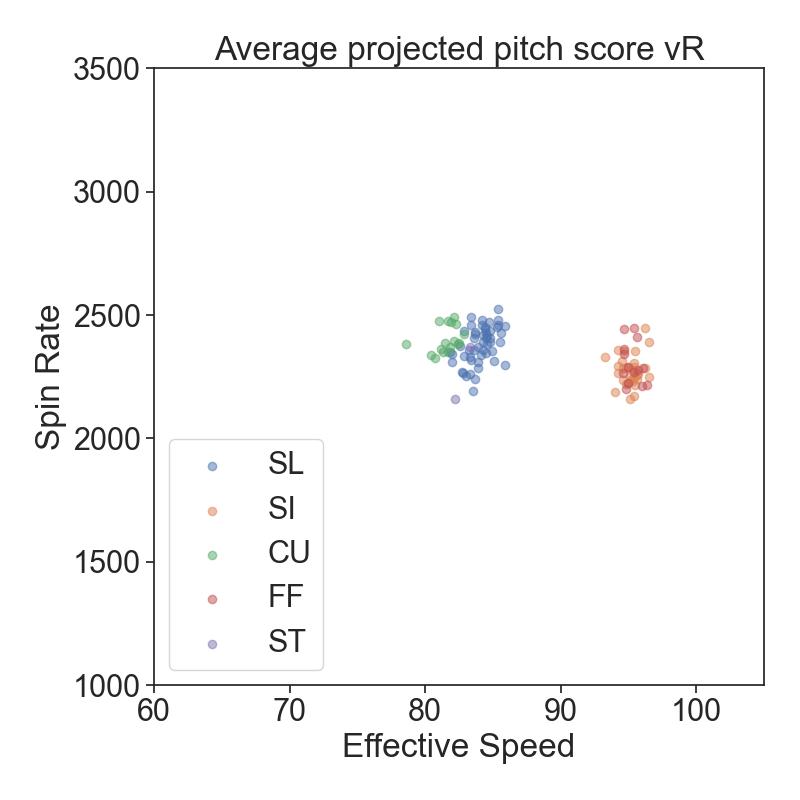 Average projected pitch score vR
3500
3000
2500
2000
1500
1000
Spin Rate
SL
SI
CU
FF
ST
60 70 80 90 100
Effective Speed